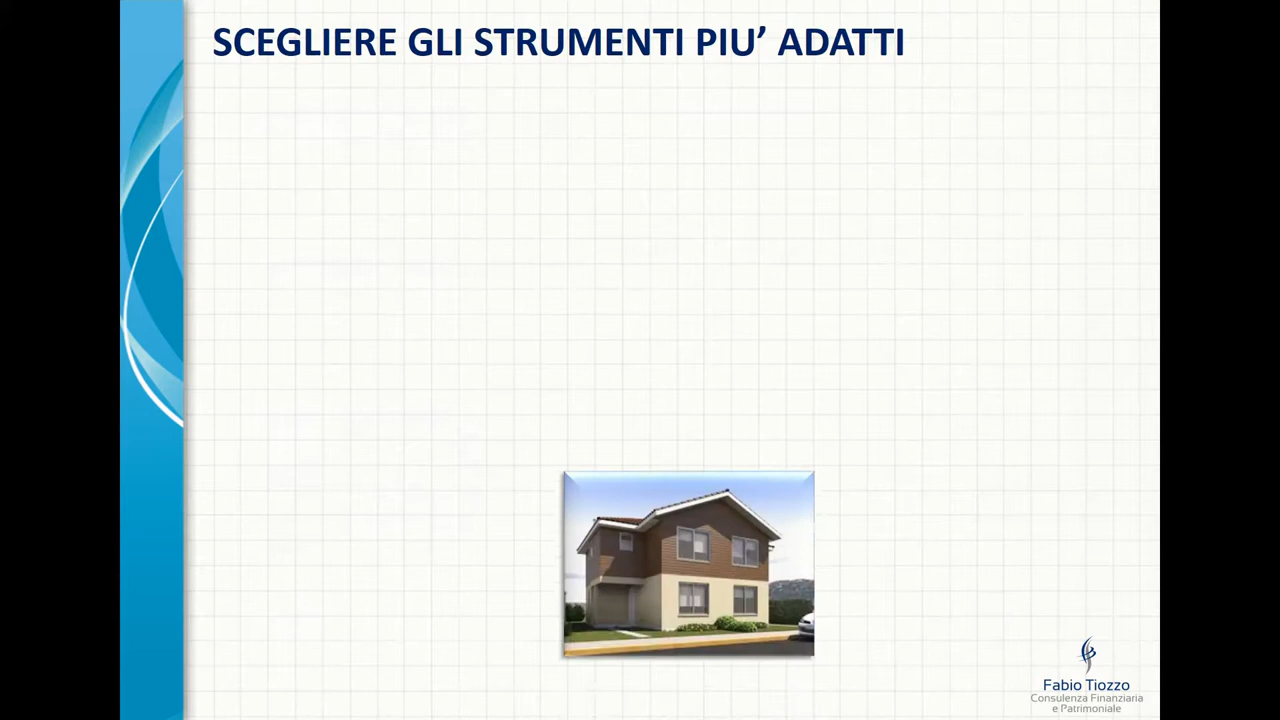 SCEGLIERE GLI STRUMENTI PIU’ ADATTI
Fabio Tiozzo
Consulenza Finanziaria
e Patrimoniale